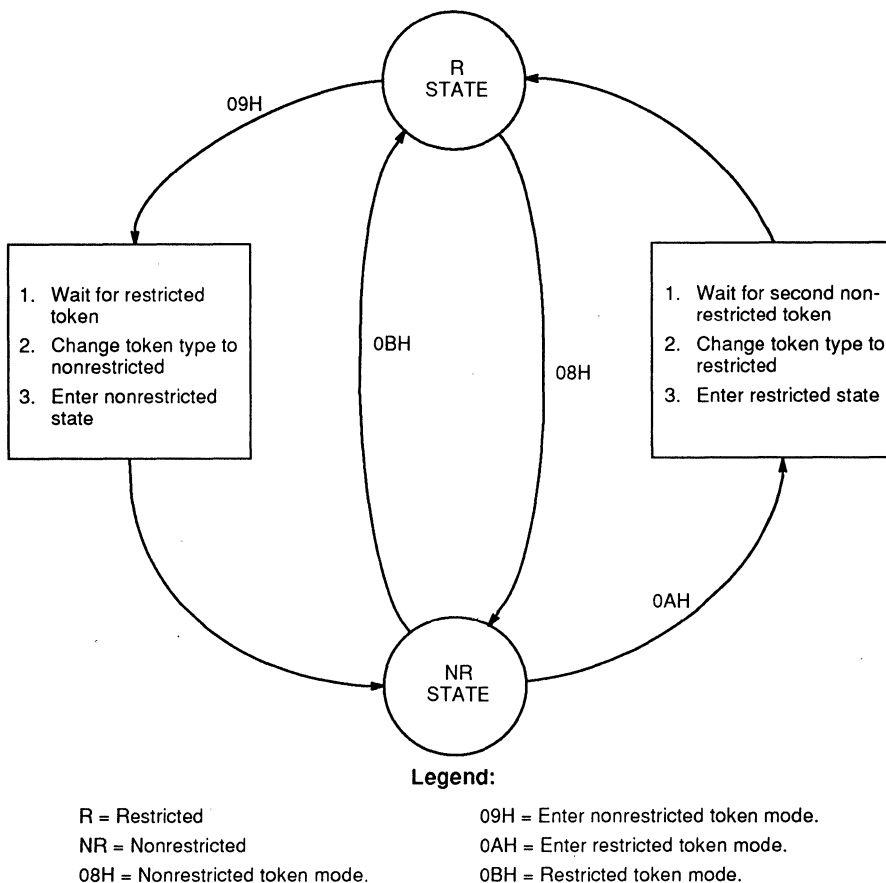 R
STATE
09H
1. Wait for restricted
token
2. Change token type to
nonrestricted
3. Enter nonrestricted
state
0BH
08H
1. Wait for second non-
restricted token
2. Change token type to
restricted
3. Enter restricted state
0AH
NR
STATE
Legend:
R = Restricted
NR = Nonrestricted
08H = Nonrestricted token mode.
09H = Enter nonrestricted token mode.
0AH = Enter restricted token mode.
0BH = Restricted token mode.